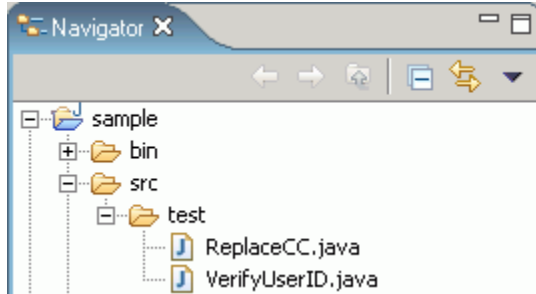 Navigator
sample
bin
src
test
ReplaceCC.java
VerifyUserID.java